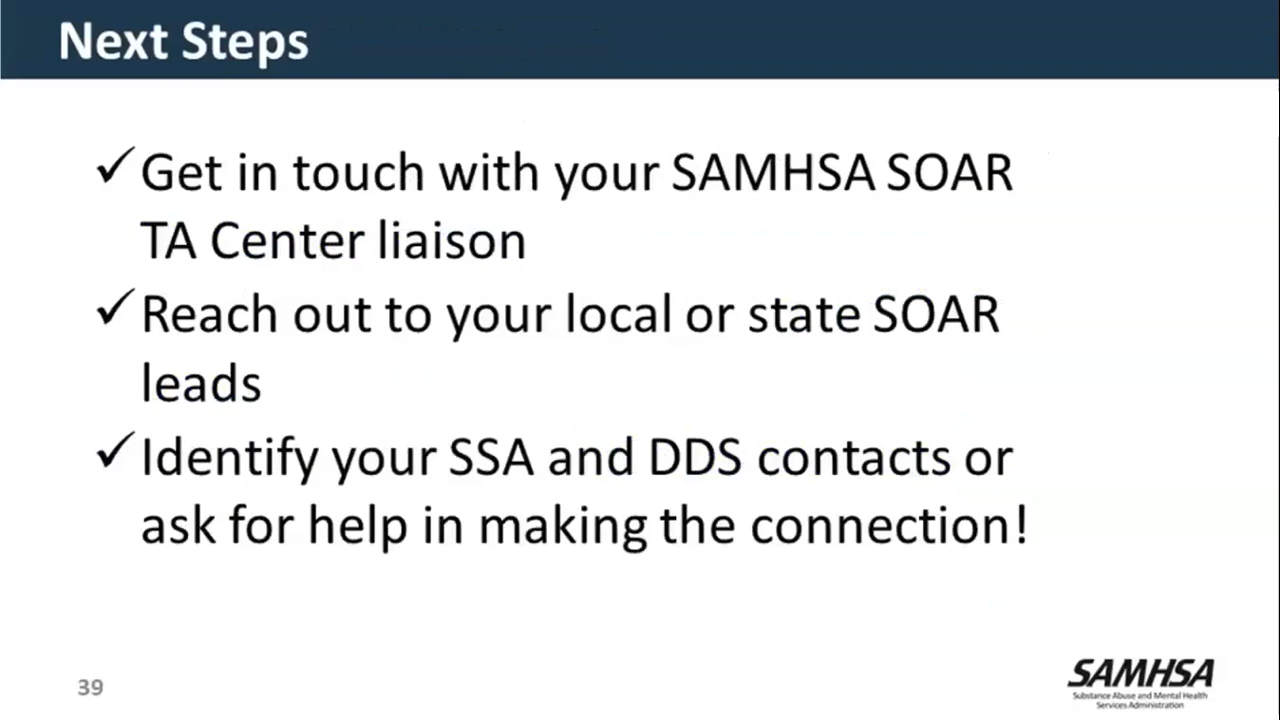 Next Steps
✓Get in touch with your SAMHSA SOAR
TA Center liaison
✓Reach out to your local or state SOAR
leads
✓Identify your SSA and DDS contacts or
ask for help in making the connection!
39
SAMHSA
Substance Abuse and Mental Health
Services Administration